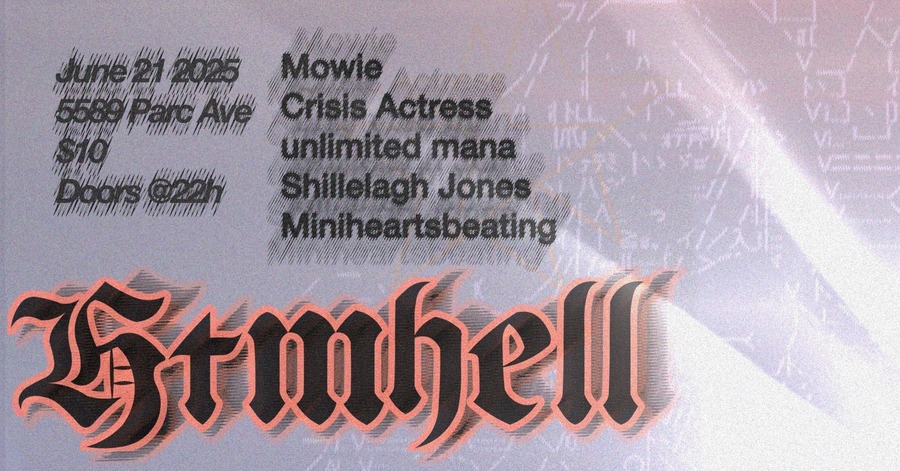 June 21 2025
5589 Parc Ave
$10
Doors @22h
Mowie
Crisis Actress
unlimited mana
Shillelagh Jones
Miniheartsbeating
Htmhell